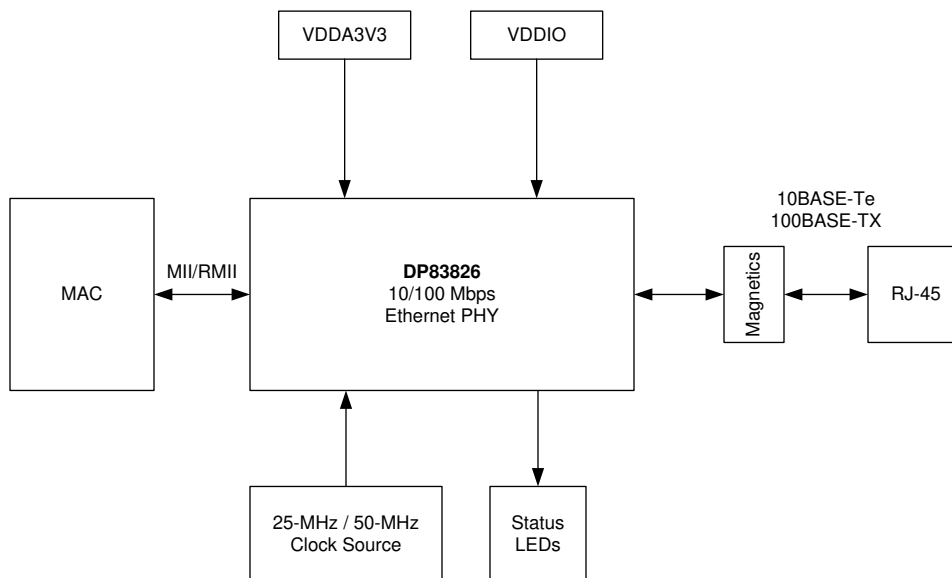 VDDA3V3
VDDIO
10BASE-Te
100BASE-TX
MAC
MII/RMII
DP83826
10/100 Mbps
Ethernet PHY
Magnetics
RJ-45
25-MHz / 50-MHz
Clock Source
Status
LEDs